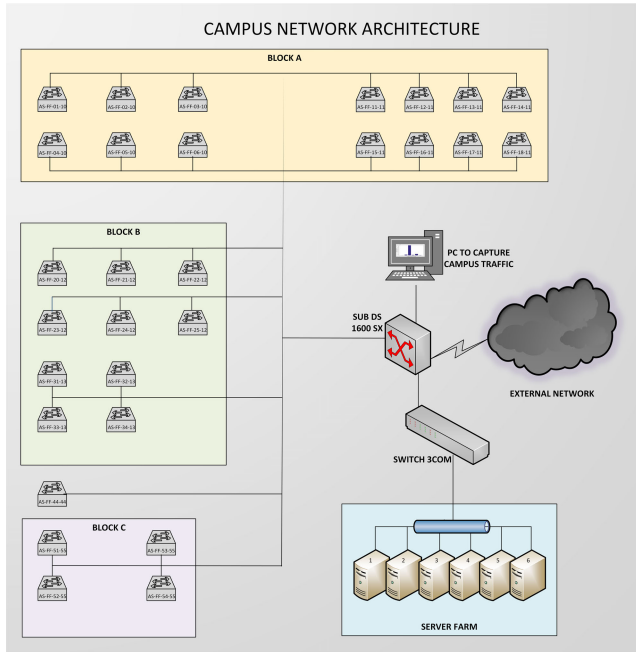 CAMPUS NETWORK ARCHITECTURE
BLOCK A
AS-FF-01-10 AS-FF-02-10 AS-FF-03-10 AS-FF-11-11 AS-FF-12-11 AS-FF-13-11 AS-FF-14-11
AS-FF-04-10 AS-FF-05-10 AS-FF-06-10 AS-FF-15-11 AS-FF-16-11 AS-FF-17-11 AS-FF-18-11
BLOCK B
AS-FF-20-12 AS-FF-21-12 AS-FF-22-12
AS-FF-23-12 AS-FF-24-12 AS-FF-25-12
AS-FF-31-13 AS-FF-32-13
AS-FF-33-13 AS-FF-34-13
PC TO CAPTURE
CAMPUS TRAFFIC
SUB DS
1600 SX
EXTERNAL NETWORK
SWITCH 3COM
AS-FF-44-44
BLOCK C
AS-FF-51-55 AS-FF-53-55
AS-FF-52-55 AS-FF-54-55
1 2 3 4 5 6
SERVER FARM